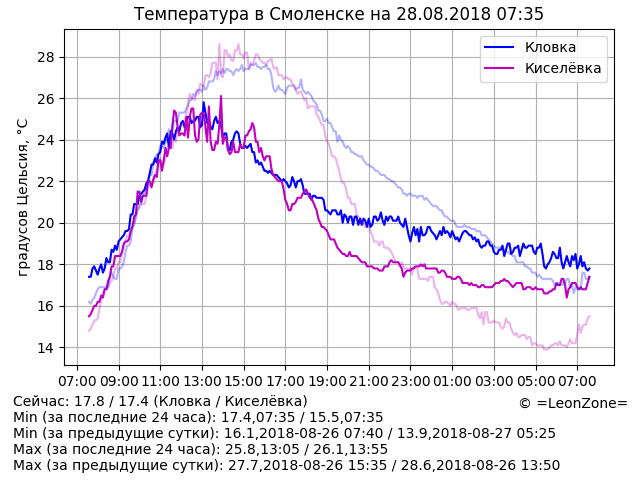 Температура в Смоленске на 28.08.2018 07:35
градусов Цельсия, °C
28
26
24
22
20
18
16
14
Кловка
Киселёвка
07:00 09:00 11:00 13:00 15:00 17:00 19:00 21:00 23:00 01:00 03:00 05:00 07:00
Сейчас: 17.8 / 17.4 (Кловка / Киселёвка)
© =LeonZone=
Min (за последние 24 часа): 17.4,07:35 / 15.5,07:35
Min (за предыдущие сутки): 16.1,2018-08-26 07:40 / 13.9,2018-08-27 05:25
Max (за последние 24 часа): 25.8,13:05 / 26.1,13:55
Max (за предыдущие сутки): 27.7,2018-08-26 15:35 / 28.6,2018-08-26 13:50